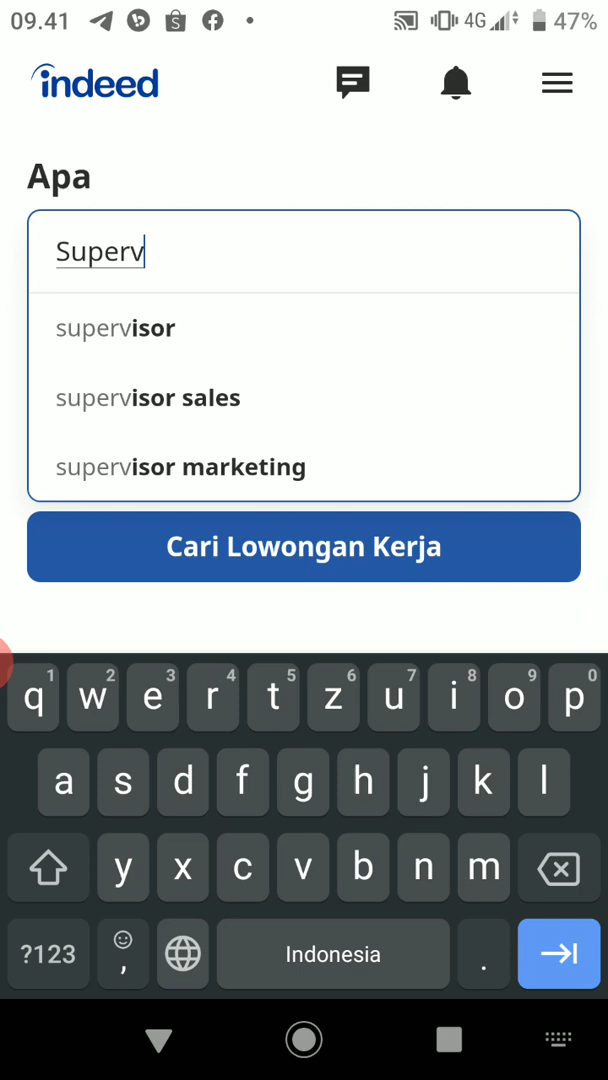 09.41 4G 47%
indeed
Apa
Superv
supervisor
supervisor sales
supervisor marketing
Cari Lowongan Kerja
1 2 3 4 5 6 7 8 9 0
q w e r t z u i o p
a s d f g h j k l
y x c v b n m
?123 , Indonesia .